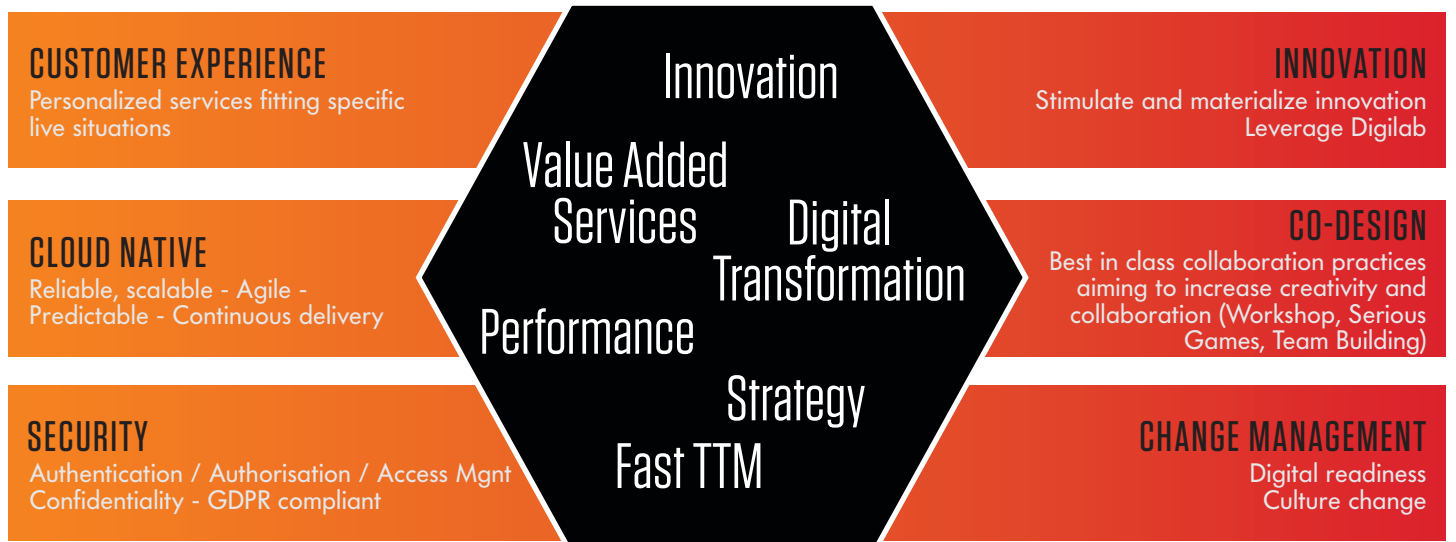 CUSTOMER EXPERIENCE
Personalized services fitting specific
live situations
CLOUD NATIVE
Reliable, scalable - Agile -
Predictable - Continuous delivery
SECURITY
Authentication / Authorisation / Access Mgnt
Confidentiality - GDPR compliant
Innovation
Value Added
Services
Digital
Transformation
Performance
Strategy
Fast TTM
INNOVATION
Stimulate and materialize innovation
Leverage Digilab
CO-DESIGN
Best in class collaboration practices
aiming to increase creativity and
collaboration (Workshop, Serious
Games, Team Building)
CHANGE MANAGEMENT
Digital readiness
Culture change